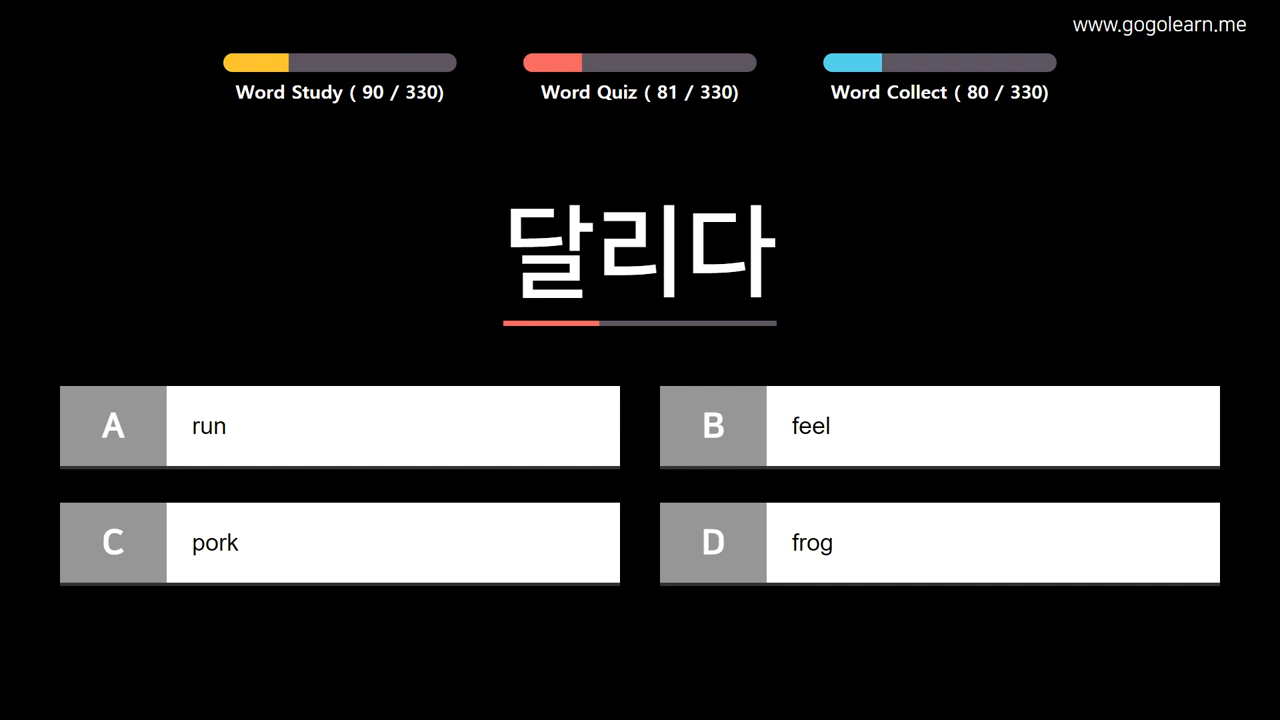 www.gogolearn.me
Word Study ( 90 / 330)
Word Quiz ( 81 / 330)
Word Collect ( 80 / 330)
달리다
A run
B feel
C pork
D frog